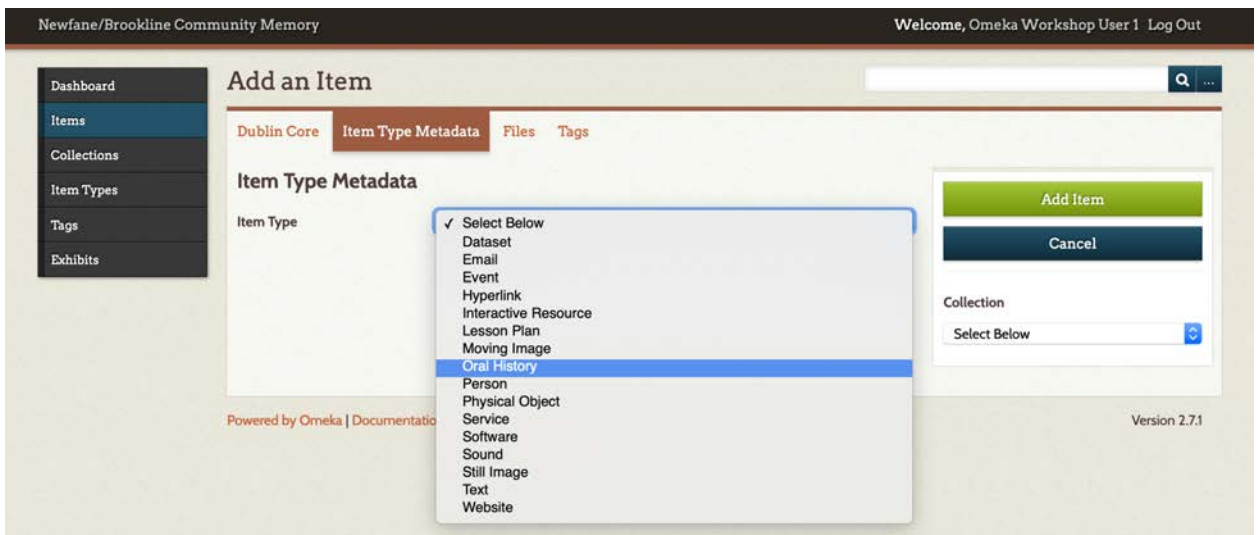 Newfane/Brookline Community Memory
Welcome, Omeka Workshop User 1 Log Out
Dashboard
Items
Collections
Item Types
Tags
Exhibits
Add an Item
...
Dublin Core Item Type Metadata Files Tags
Item Type Metadata
Item Type
✓ Select Below
Dataset
Email
Event
Hyperlink
Interactive Resource
Lesson Plan
Moving Image
Oral History
Person
Physical Object
Service
Software
Sound
Still Image
Text
Website
Add Item
Cancel
Collection
Select Below
Powered by Omeka | Documentatio
Version 2.7.1